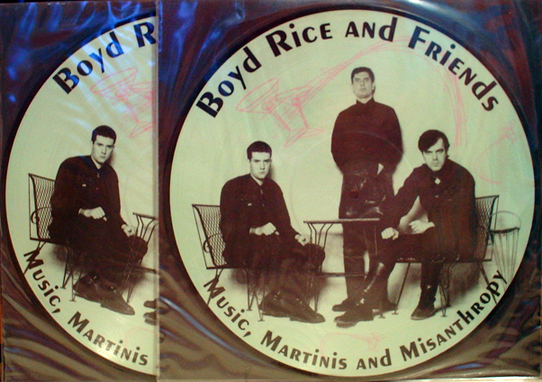 Boyd R
Music, Martinis
Boyd Rice and Friends
Music, Martinis and Misanthropy